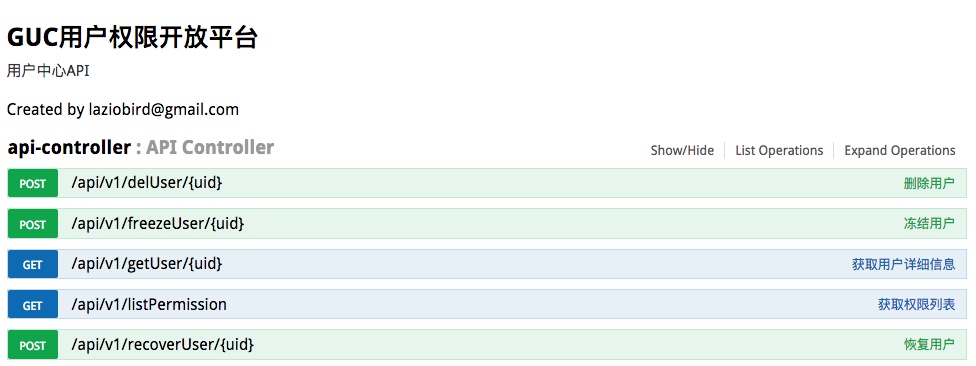 GUC用户权限开放平台
用户中心API
Created by laziobird@gmail.com
api-controller : API Controller Show/Hide List Operations Expand Operations
POST /api/v1/delUser/{uid} 删除用户
POST /api/v1/freezeUser/{uid} 冻结用户
GET /api/v1/getUser/{uid} 获取用户详细信息
GET /api/v1/listPermission 获取权限列表
POST /api/v1/recoverUser/{uid} 恢复用户